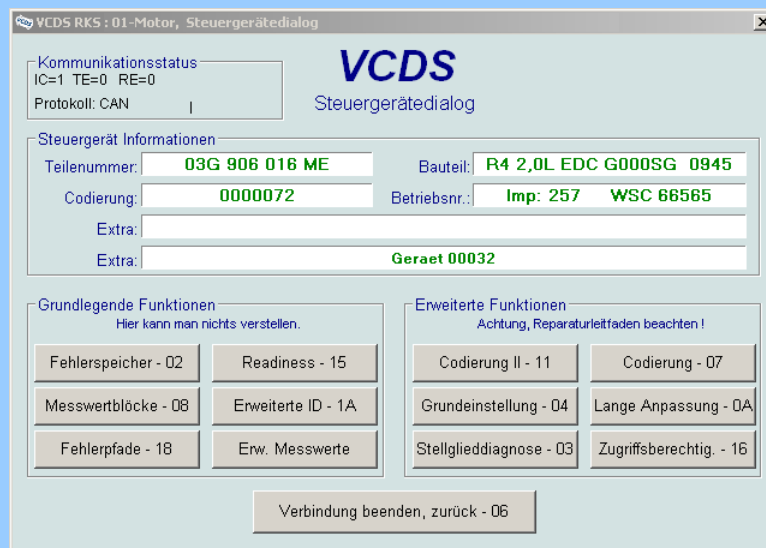 VCDS RKS : 01-Motor, Steuergerätedialog
Kommunikationsstatus
IC=1 TE=0 RE=0
Protokoll: CAN |
VCDS
Steuergerätedialog
Steuergerät Informationen
Teilenummer: 03G 906 016 ME
Bauteil: R4 2,0L EDC G000SG 0945
Codierung: 0000072
Betriebsnr.: Imp: 257 WSC 66565
Extra:
Extra: Geraet 00032
Grundlegende Funktionen
Hier kann man nichts verstellen.
Fehlerspeicher - 02
Readiness - 15
Messwertblöcke - 08
Erweiterte ID - 1A
Fehlerpfade - 18
Erw. Messwerte
Erweiterte Funktionen
Achtung, Reparaturleitfaden beachten !
Codierung II - 11
Codierung - 07
Grundeinstellung - 04
Lange Anpassung - 0A
Stellglieddiagnose - 03
Zugriffsberechtig. - 16
Verbindung beenden, zurück - 06